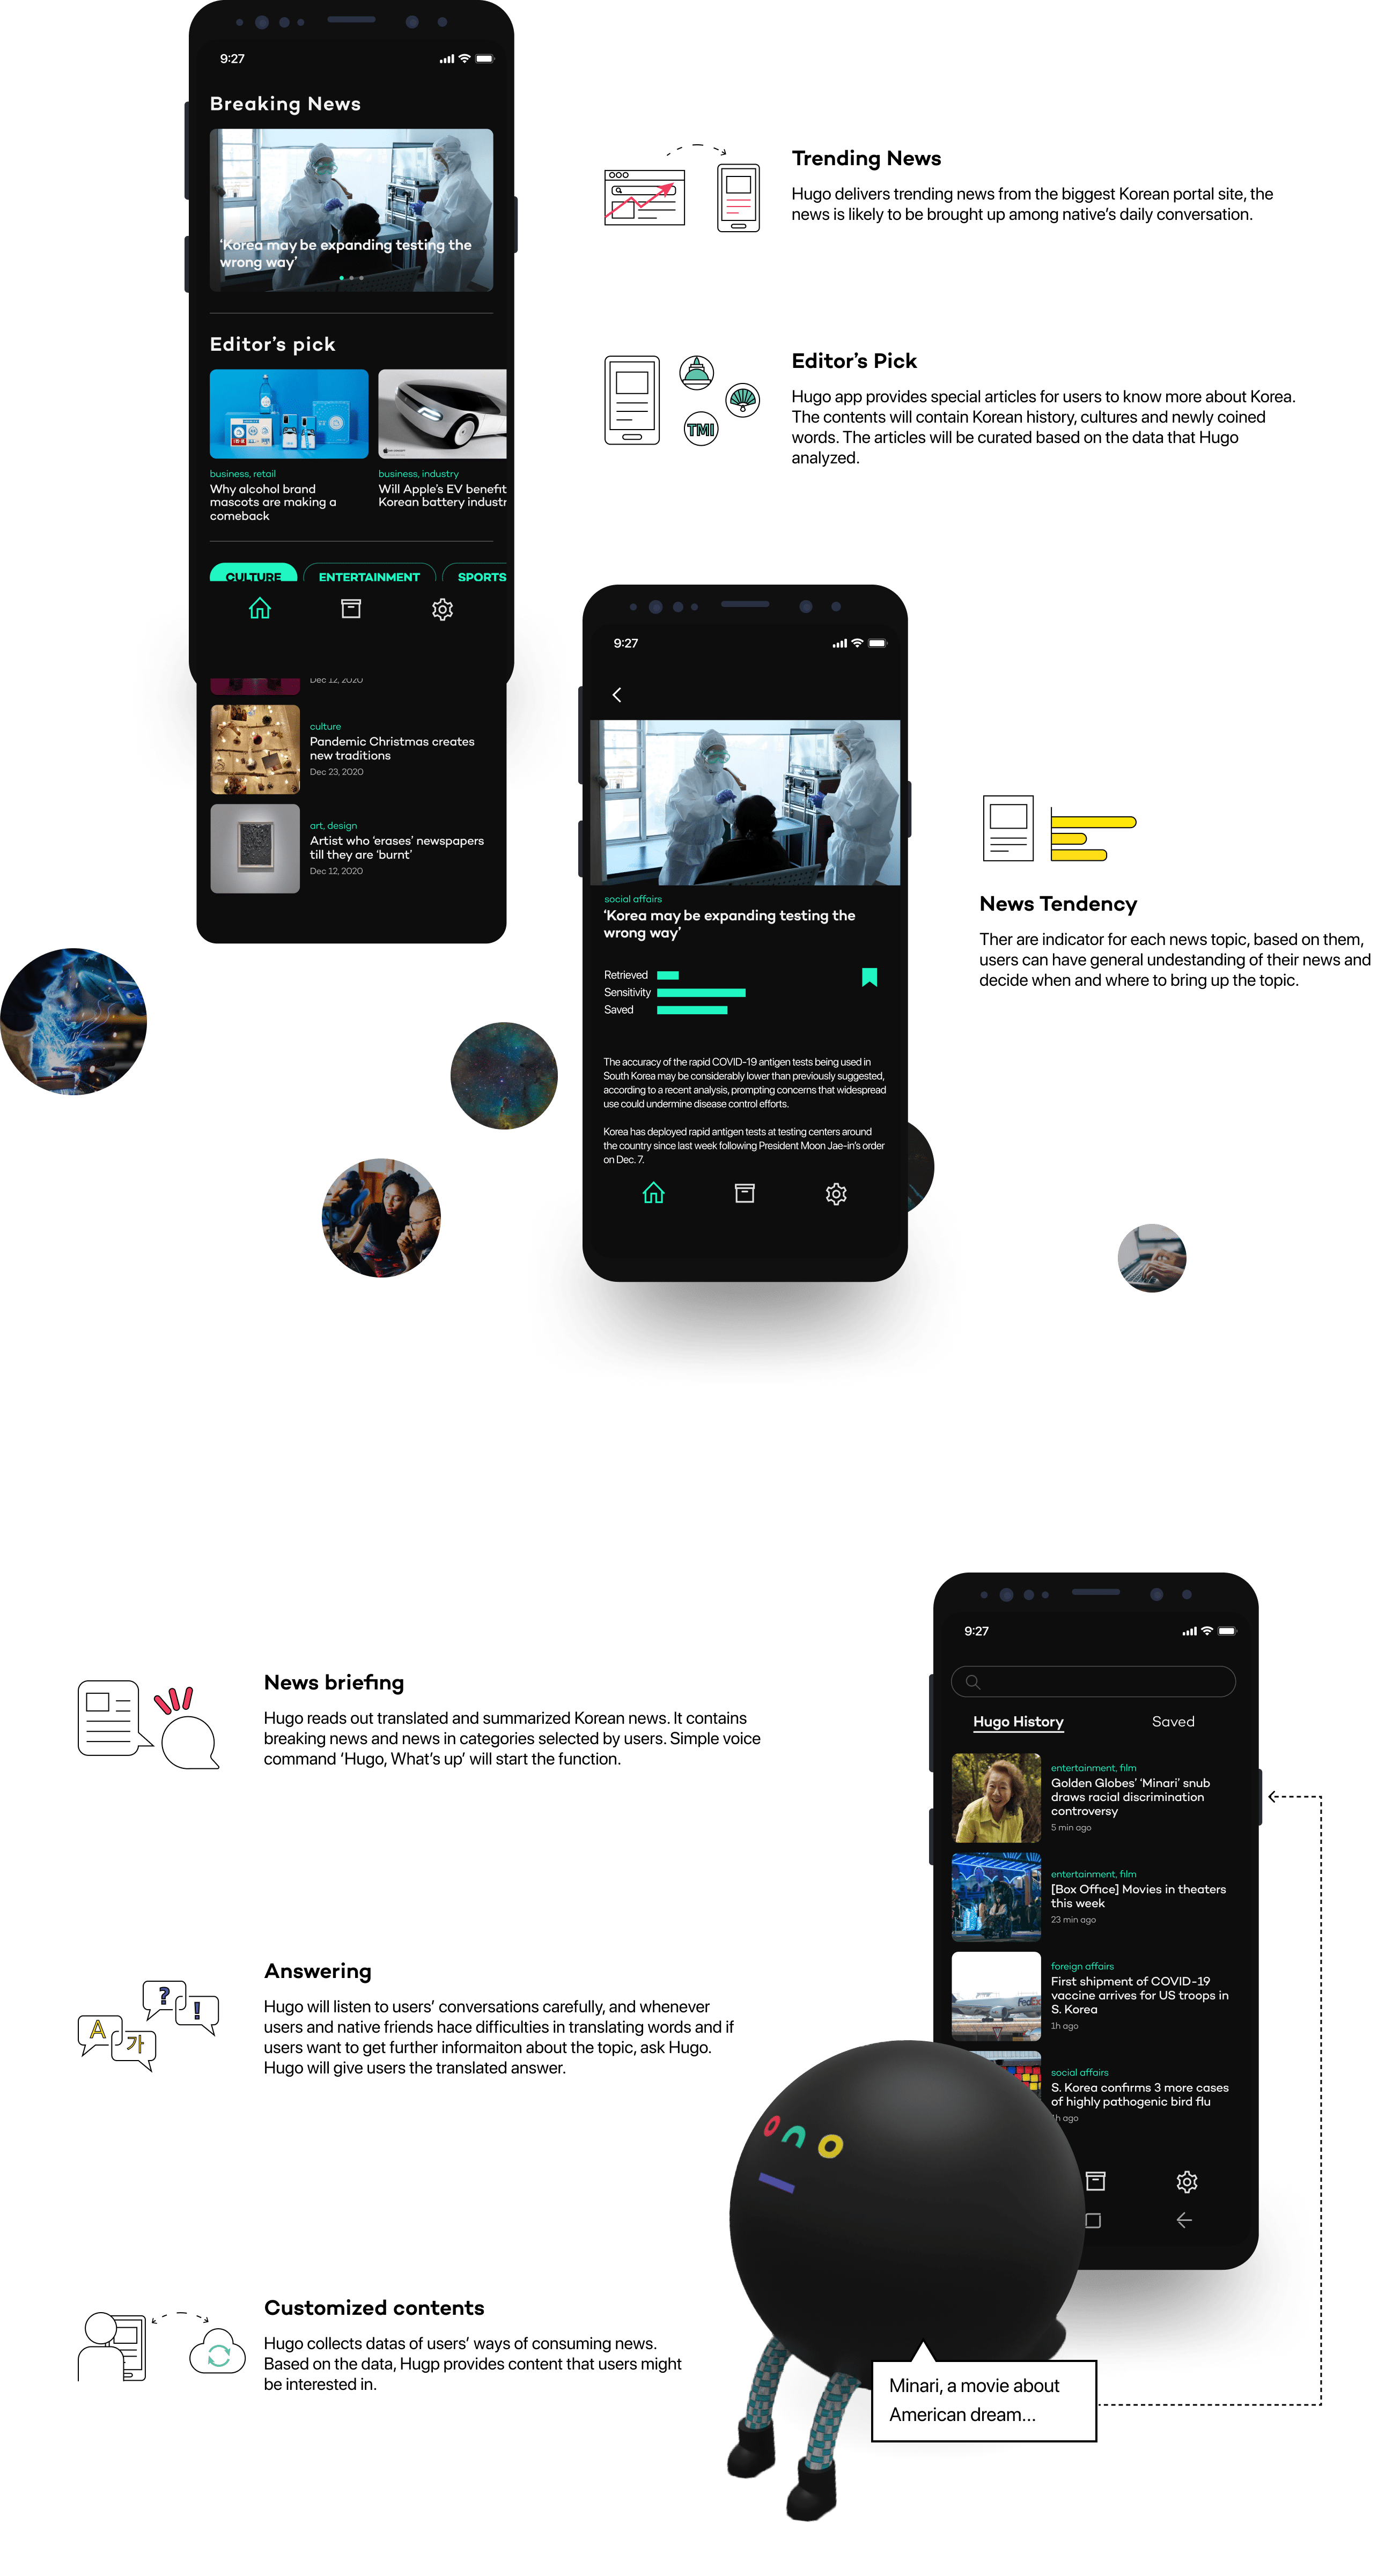 9:27
Breaking News
‘Korea may be expanding testing the
wrong way’
Editor’s pick
business, retail
Why alcohol brand
mascots are making a
comeback
business, industry
Will Apple’s EV benefit
Korean battery industr
CULTURE
ENTERTAINMENT
SPORTS
Dec 12, 2020
culture
Pandemic Christmas creates
new traditions
Dec 23, 2020
art, design
Artist who ‘erases’ newspapers
till they are ‘burnt’
Dec 12, 2020
Trending News
Hugo delivers trending news from the biggest Korean portal site, the
news is likely to be brought up among native’s daily conversation.
TMI
Editor’s Pick
Hugo app provides special articles for users to know more about Korea.
The contents will contain Korean history, cultures and newly coined
words. The articles will be curated based on the data that Hugo
analyzed.
9:27
social affairs
‘Korea may be expanding testing the
wrong way’
Retrieved
Sensitivity
Saved
The accuracy of the rapid COVID-19 antigen tests being used in
South Korea may be considerably lower than previously suggested,
according to a recent analysis, prompting concerns that widespread
use could undermine disease control efforts.
Korea has deployed rapid antigen tests at testing centers around
the country since last week following President Moon Jae-in’s order
on Dec. 7.
News Tendency
Ther are indicator for each news topic, based on them,
users can have general undestanding of their news and
decide when and where to bring up the topic.
News briefing
Hugo reads out translated and summarized Korean news. It contains
breaking news and news in categories selected by users. Simple voice
command ‘Hugo, What’s up’ will start the function.
?
!
A
가
Answering
Hugo will listen to users’ conversations carefully, and whenever
users and native friends hace difficulties in translating words and if
users want to get further informaiton about the topic, ask Hugo.
Hugo will give users the translated answer.
Customized contents
Hugo collects datas of users’ ways of consuming news.
Based on the data, Hugp provides content that users might
be interested in.
9:27
Hugo History
Saved
entertainment, film
Golden Globes’ ‘Minari’ snub
draws racial discrimination
controversy
5 min ago
entertainment, film
[Box Office] Movies in theaters
this week
23 min ago
FedEx
foreign affairs
First shipment of COVID-19
vaccine arrives for US troops in
S. Korea
1h ago
social affairs
S. Korea confirms 3 more cases
of highly pathogenic bird flu
1h ago
Minari, a movie about
American dream...